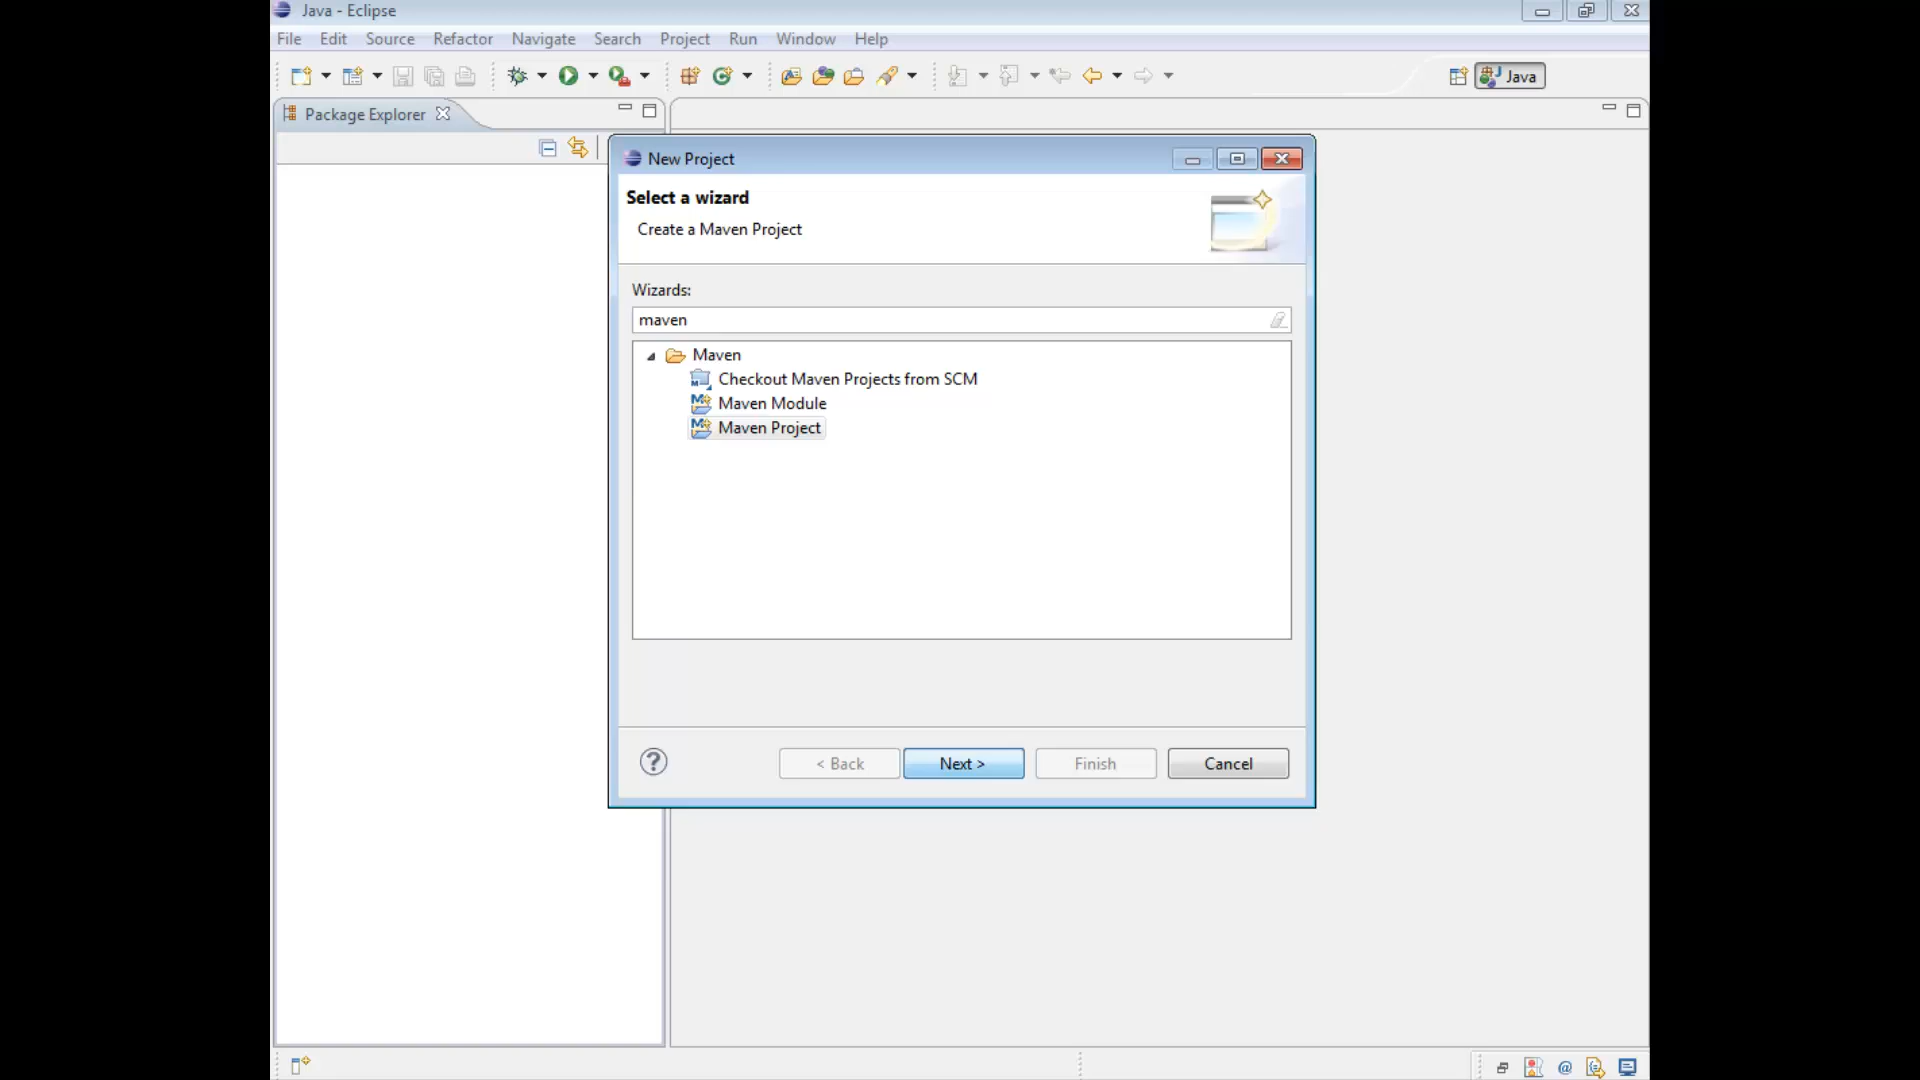 Java - Eclipse
File Edit Source Refactor Navigate Search Project Run Window Help
Java
Package Explorer
New Project
Select a wizard
Create a Maven Project
Wizards:
maven
Maven
Checkout Maven Projects from SCM
Maven Module
Maven Project
< Back Next > Finish Cancel